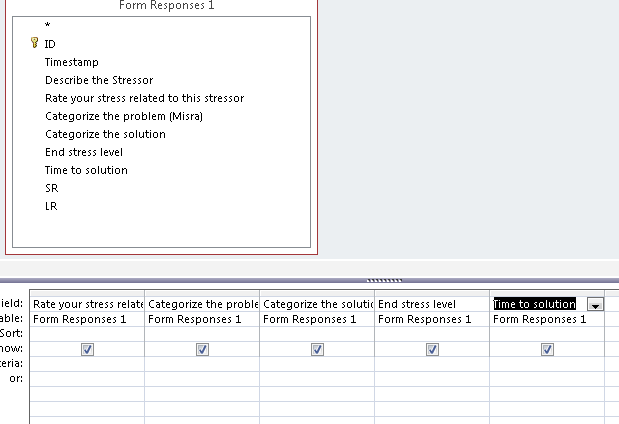 Form Responses 1
*
ID
Timestamp
Describe the Stressor
Rate your stress related to this stressor
Categorize the problem (Misra)
Categorize the solution
End stress level
Time to solution
SR
LR
ield: Rate your stress relate Categorize the proble Categorize the solutic End stress level Time to solution
able: Form Responses 1 Form Responses 1 Form Responses 1 Form Responses 1 Form Responses 1
Sort:
how:
teria:
or: